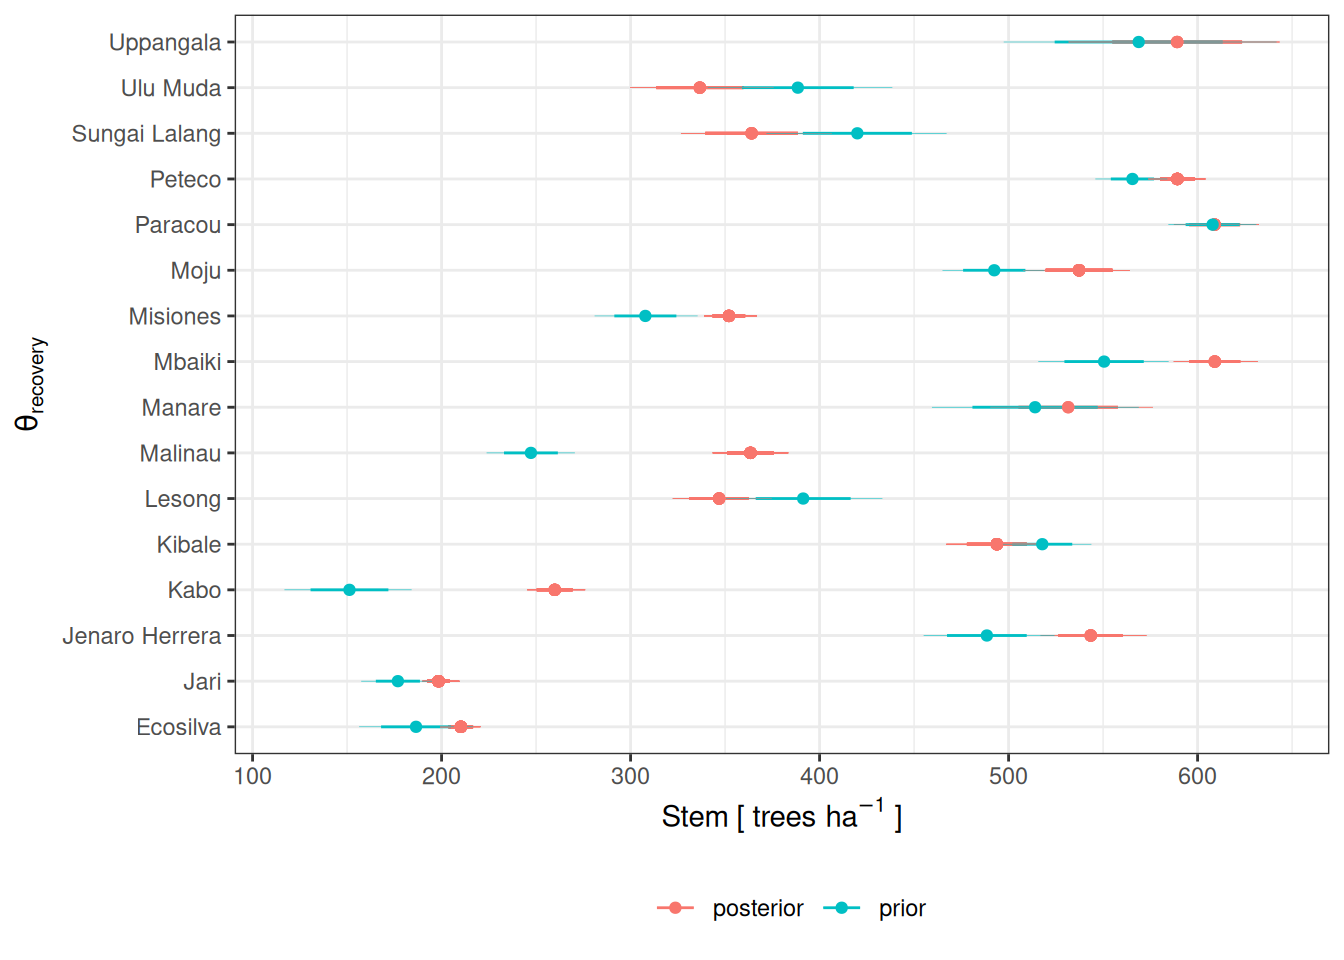 Uppangala
Ulu Muda
Sungai Lalang
Peteco
Paracou
Moju
Misiones
Mbaiki
Manare
Malinau
Lesong
Kibale
Kabo
Jenaro Herrera
Jari
Ecosilva
θrecovery
100 200 300 400 500 600
Stem [ trees ha−1 ]
posterior prior